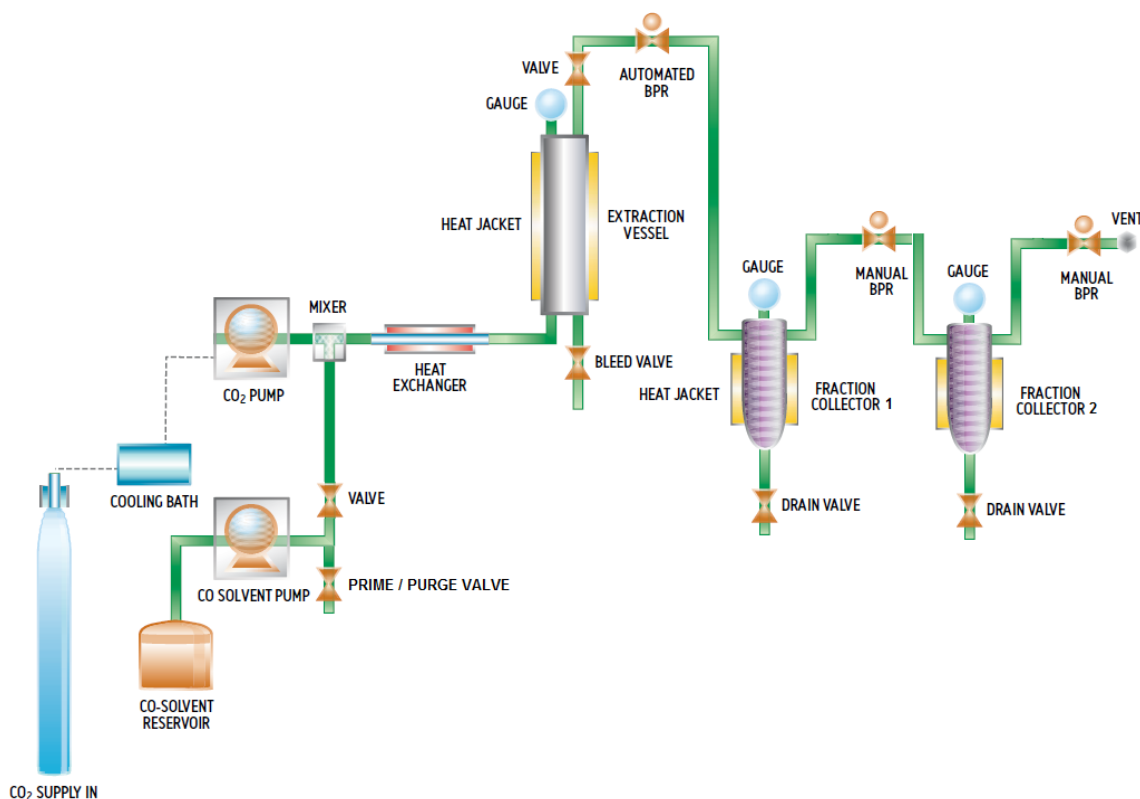 VALVE
AUTOMATED
BPR
GAUGE
HEAT JACKET
EXTRACTION
VESSEL
VENT
GAUGE
MANUAL
BPR
GAUGE
MANUAL
BPR
MIXER
BLEED VALVE
HEAT
EXCHANGER
CO₂ PUMP
HEAT JACKET
FRACTION
COLLECTOR 1
FRACTION
COLLECTOR 2
COOLING BATH
VALVE
DRAIN VALVE
DRAIN VALVE
PRIME / PURGE VALVE
CO SOLVENT PUMP
CO-SOLVENT
RESERVOIR
CO₂ SUPPLY IN